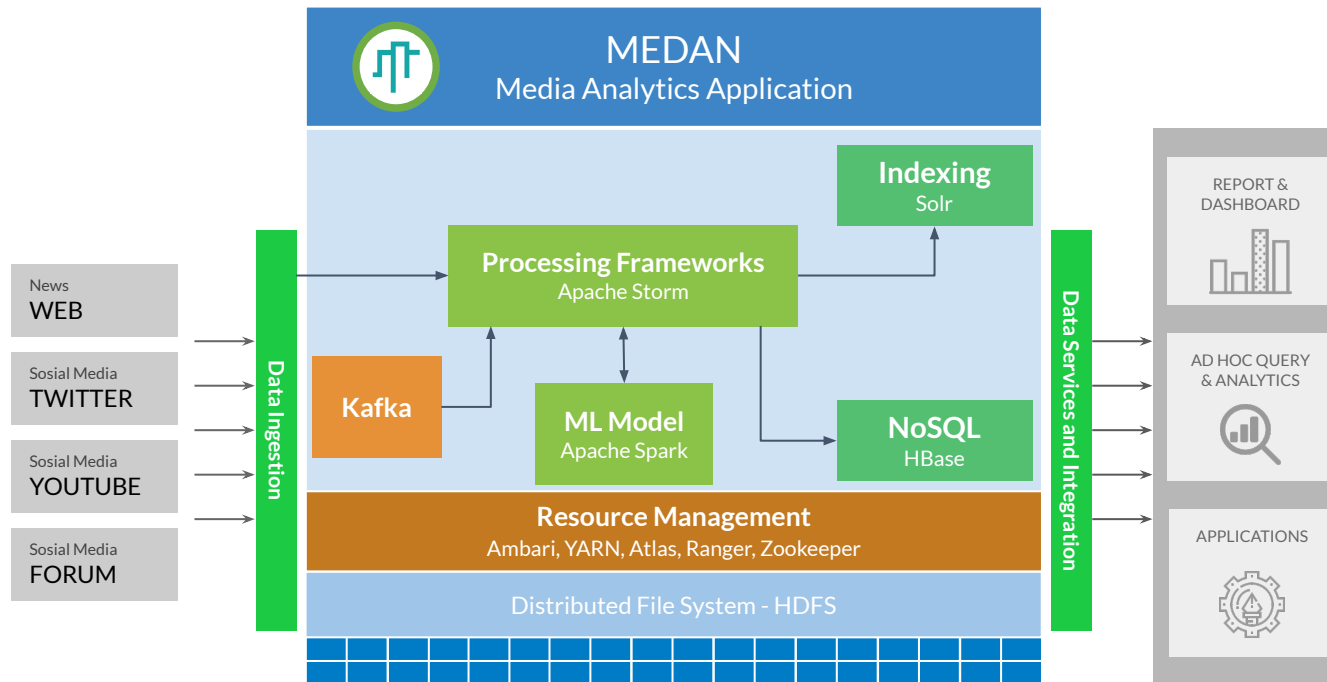 MEDAN
Media Analytics Application
News
WEB
Sosial Media
TWITTER
Sosial Media
YOUTUBE
Sosial Media
FORUM
Data Ingestion
Processing Frameworks
Apache Storm
Kafka
ML Model
Apache Spark
Indexing
Solr
NoSQL
HBase
Resource Management
Ambari, YARN, Atlas, Ranger, Zookeeper
Distributed File System - HDFS
Data Services and Integration
REPORT &
DASHBOARD
AD HOC QUERY
& ANALYTICS
APPLICATIONS